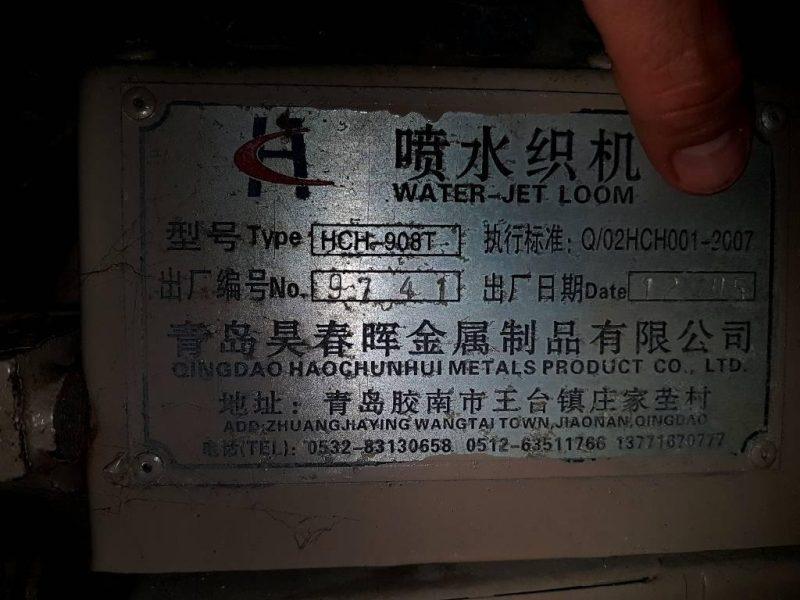 H
喷水织机
WATER-JET LOOM
型号Type HCH-908T 执行标准: Q/02HCH001-2007
出厂编号No. 9741 出厂日期Date
青岛昊春晖金属制品有限公司
QINGDAO HAOCHUNHUI METALS PRODUCT CO., LTD.
地址: 青岛胶南市王台镇庄家茔村
ADD:ZHUANGJIAYING WANGTAI TOWN,JIAONAN,QINGDAO
电话(TEL): 0532-83130658 0512-63511766 13771670777